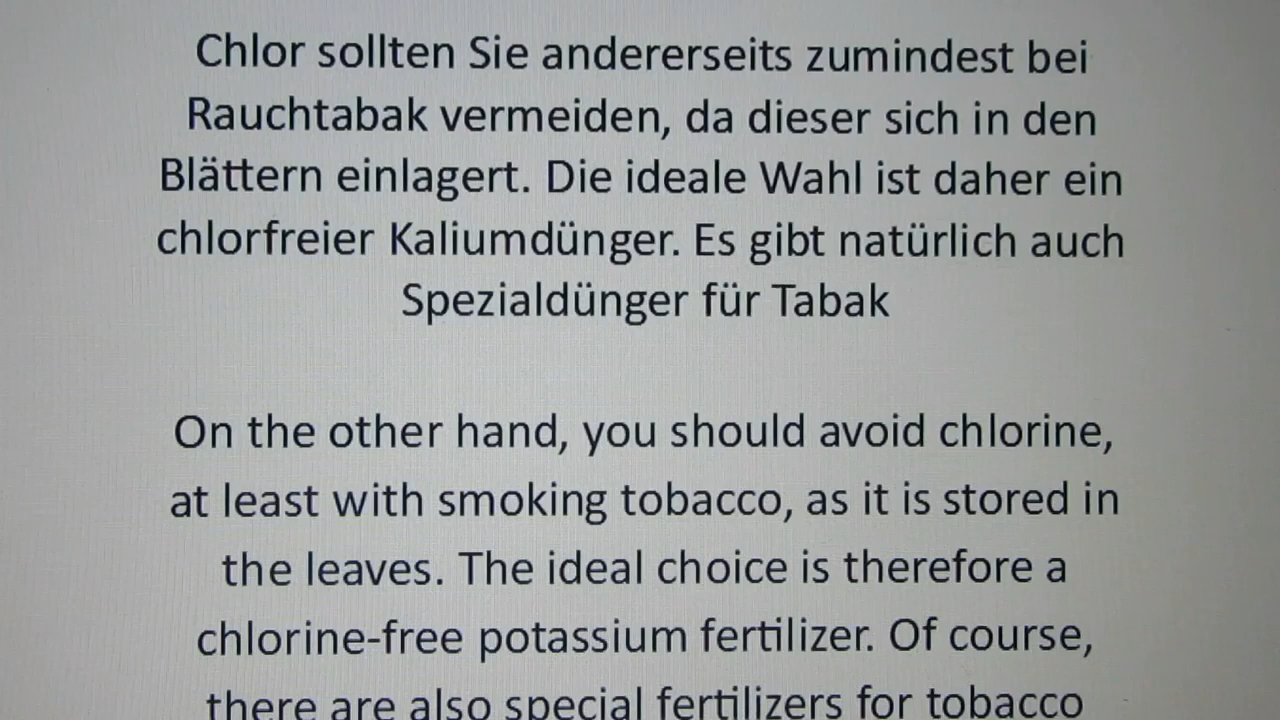 Chlor sollten Sie andererseits zumindest bei
Rauchtabak vermeiden, da dieser sich in den
Blättern einlagert. Die ideale Wahl ist daher ein
chlorfreier Kaliumdünger. Es gibt natürlich auch
Spezialdünger für Tabak
On the other hand, you should avoid chlorine,
at least with smoking tobacco, as it is stored in
the leaves. The ideal choice is therefore a
chlorine-free potassium fertilizer. Of course,
there are also special fertilizers for tobacco